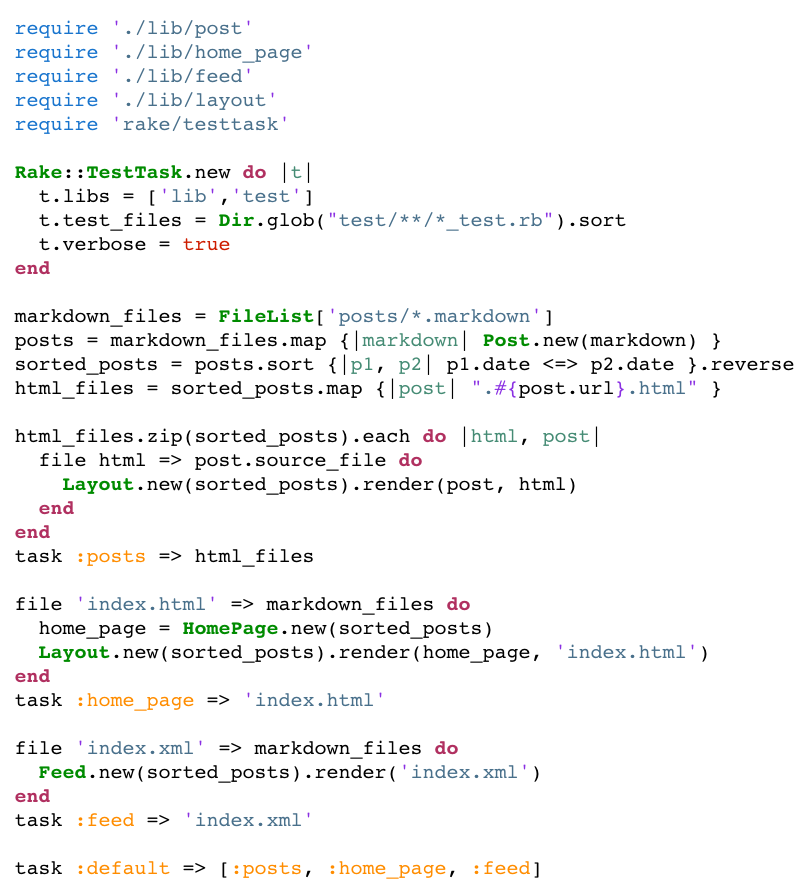 require './lib/post'
require './lib/home_page'
require './lib/feed'
require './lib/layout'
require 'rake/testtask'

Rake::TestTask.new do |t|
  t.libs = ['lib','test']
  t.test_files = Dir.glob("test/**/*_test.rb").sort
  t.verbose = true
end

markdown_files = FileList['posts/*.markdown']
posts = markdown_files.map {|markdown| Post.new(markdown) }
sorted_posts = posts.sort {|p1, p2| p1.date <=> p2.date }.reverse
html_files = sorted_posts.map {|post| ".#{post.url}.html" }

html_files.zip(sorted_posts).each do |html, post|
  file html => post.source_file do
    Layout.new(sorted_posts).render(post, html)
  end
end
task :posts => html_files

file 'index.html' => markdown_files do
  home_page = HomePage.new(sorted_posts)
  Layout.new(sorted_posts).render(home_page, 'index.html')
end
task :home_page => 'index.html'

file 'index.xml' => markdown_files do
  Feed.new(sorted_posts).render('index.xml')
end
task :feed => 'index.xml'

task :default => [:posts, :home_page, :feed]